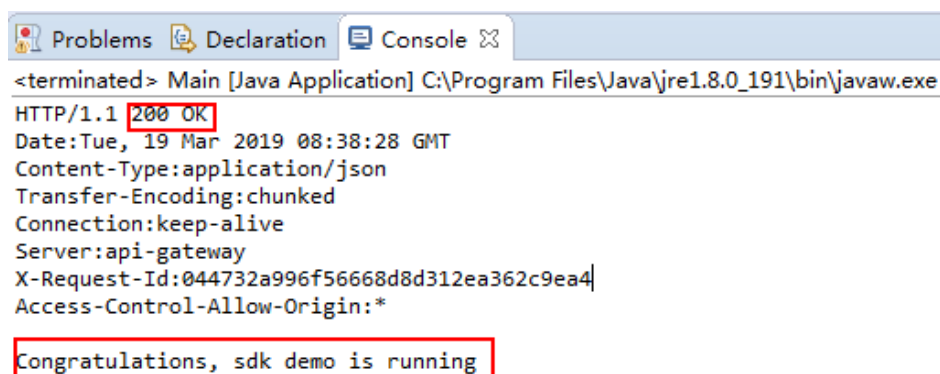 Problems Declaration Console
<terminated> Main [Java Application] C:\Program Files\Java\jre1.8.0_191\bin\javaw.exe
HTTP/1.1 200 OK
Date:Tue, 19 Mar 2019 08:38:28 GMT
Content-Type:application/json
Transfer-Encoding:chunked
Connection:keep-alive
Server:api-gateway
X-Request-Id:044732a996f56668d8d312ea362c9ea4
Access-Control-Allow-Origin:*
Congratulations, sdk demo is running